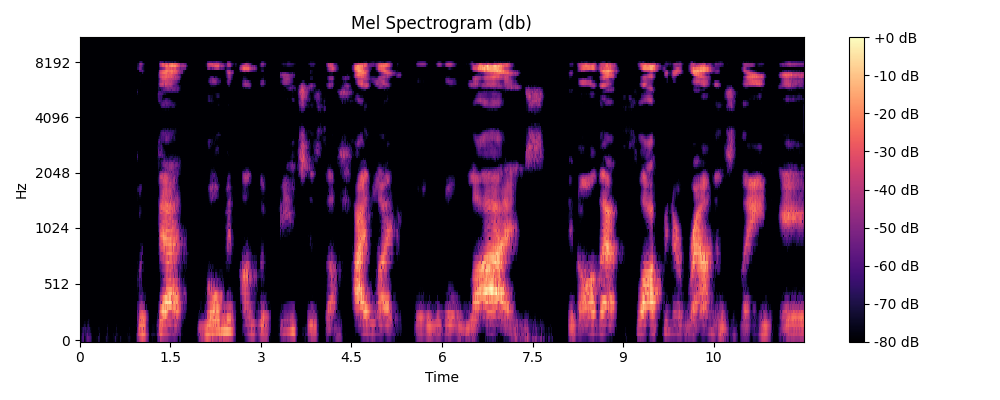 Mel Spectrogram (db)
8192
4096
2048
1024
512
0
Hz
0 1.5 3 4.5 6 7.5 9 10
Time
+0 dB
-10 dB
-20 dB
-30 dB
-40 dB
-50 dB
-60 dB
-70 dB
-80 dB